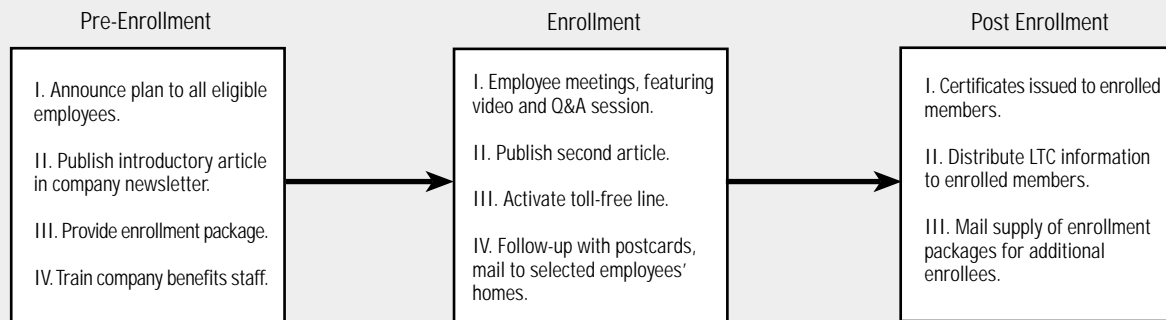 Pre-Enrollment
I. Announce plan to all eligible
employees.
II. Publish introductory article
in company newsletter.
III. Provide enrollment package.
IV. Train company benefits staff.
Enrollment
I. Employee meetings, featuring
video and Q&A session.
II. Publish second article.
III. Activate toll-free line.
IV. Follow-up with postcards,
mail to selected employees’
homes.
Post Enrollment
I. Certificates issued to enrolled
members.
II. Distribute LTC information
to enrolled members.
III. Mail supply of enrollment
packages for additional
enrollees.